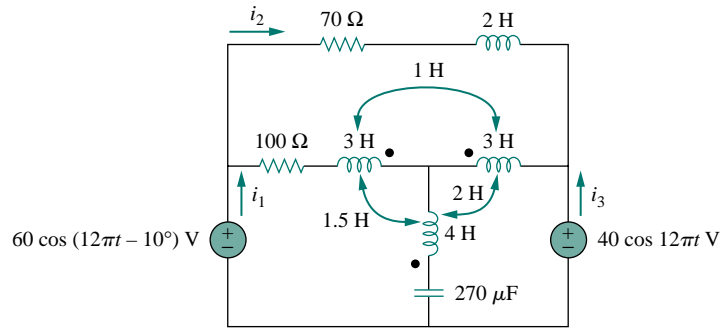 i₂
70 Ω
2 H
1 H
100 Ω
3 H
3 H
i₁
1.5 H
2 H
i₃
60 cos (12πt – 10°) V
+
–
4 H
+
–
40 cos 12πt V
270 μF